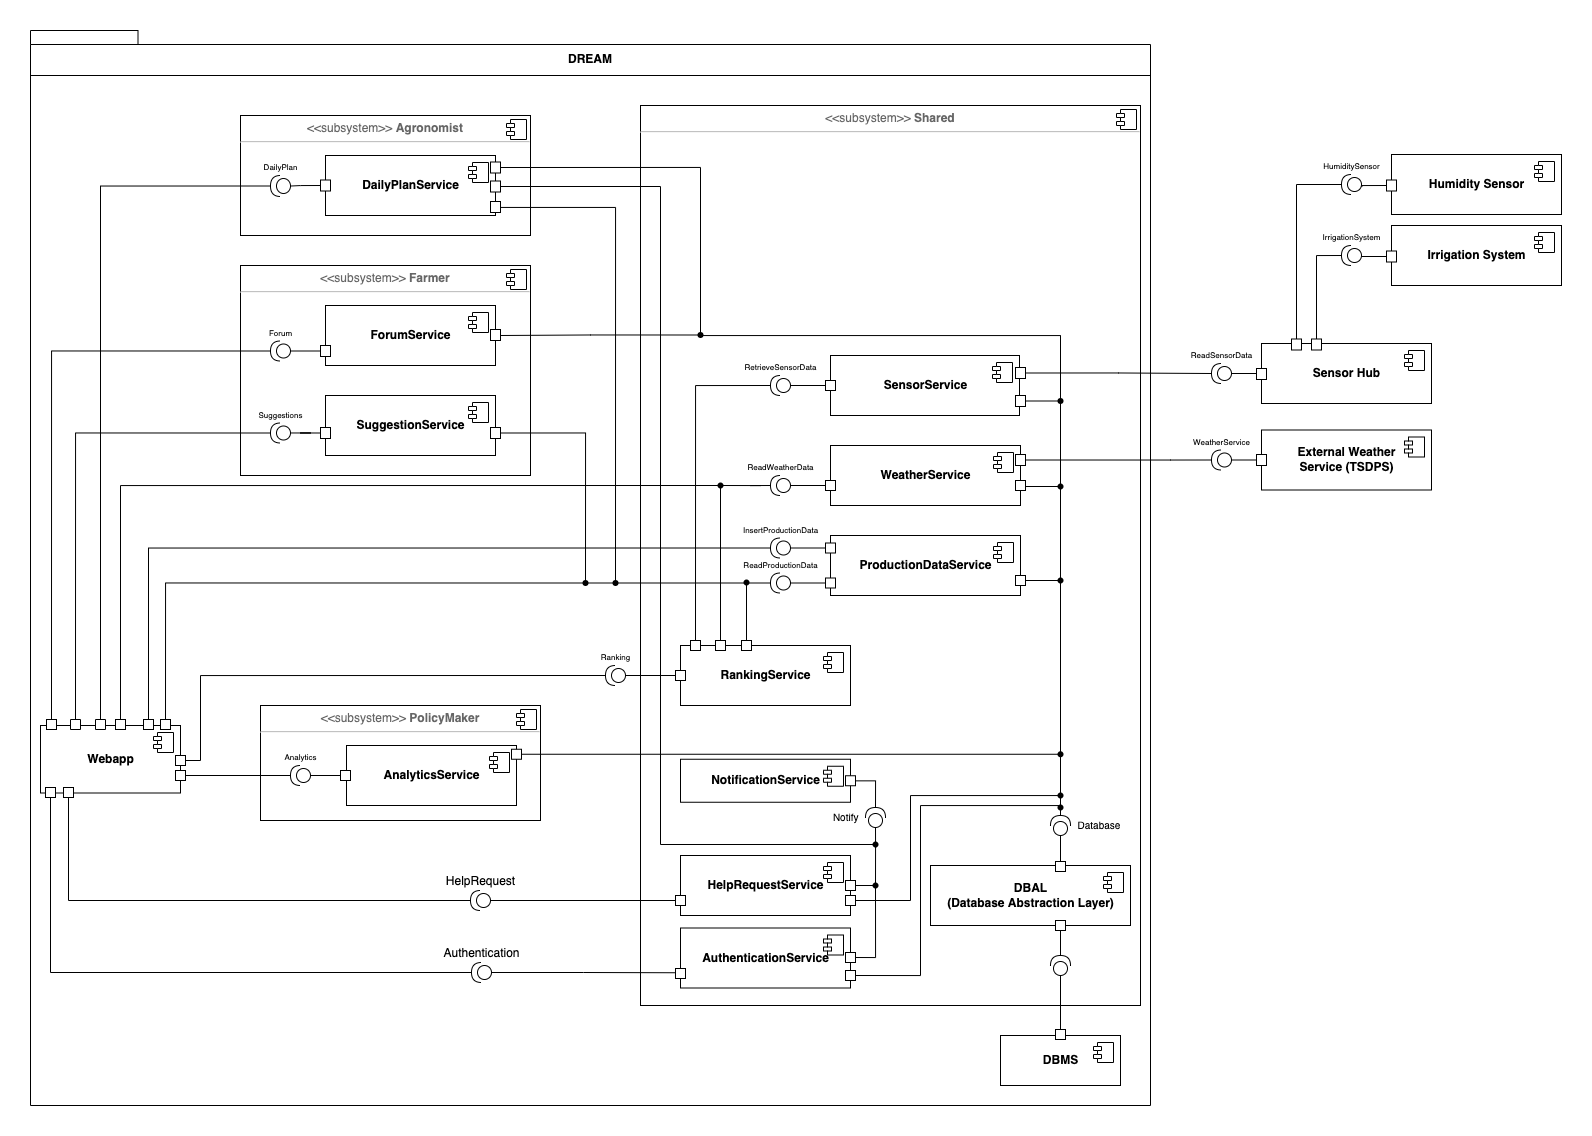 DREAM
<<subsystem>> Agronomist
DailyPlan
DailyPlanService
<<subsystem>> Shared
HumiditySensor
Humidity Sensor
IrrigationSystem
Irrigation System
<<subsystem>> Farmer
Forum
ForumService
Suggestions
SuggestionService
RetrieveSensorData
SensorService
ReadSensorData
Sensor Hub
ReadWeatherData
WeatherService
WeatherService
External Weather
Service (TSDPS)
InsertProductionData
ReadProductionData
ProductionDataService
Ranking
RankingService
<<subsystem>> PolicyMaker
Webapp
Analytics
AnalyticsService
NotificationService
Notify
Database
HelpRequest
HelpRequestService
DBAL
(Database Abstraction Layer)
Authentication
AuthenticationService
DBMS